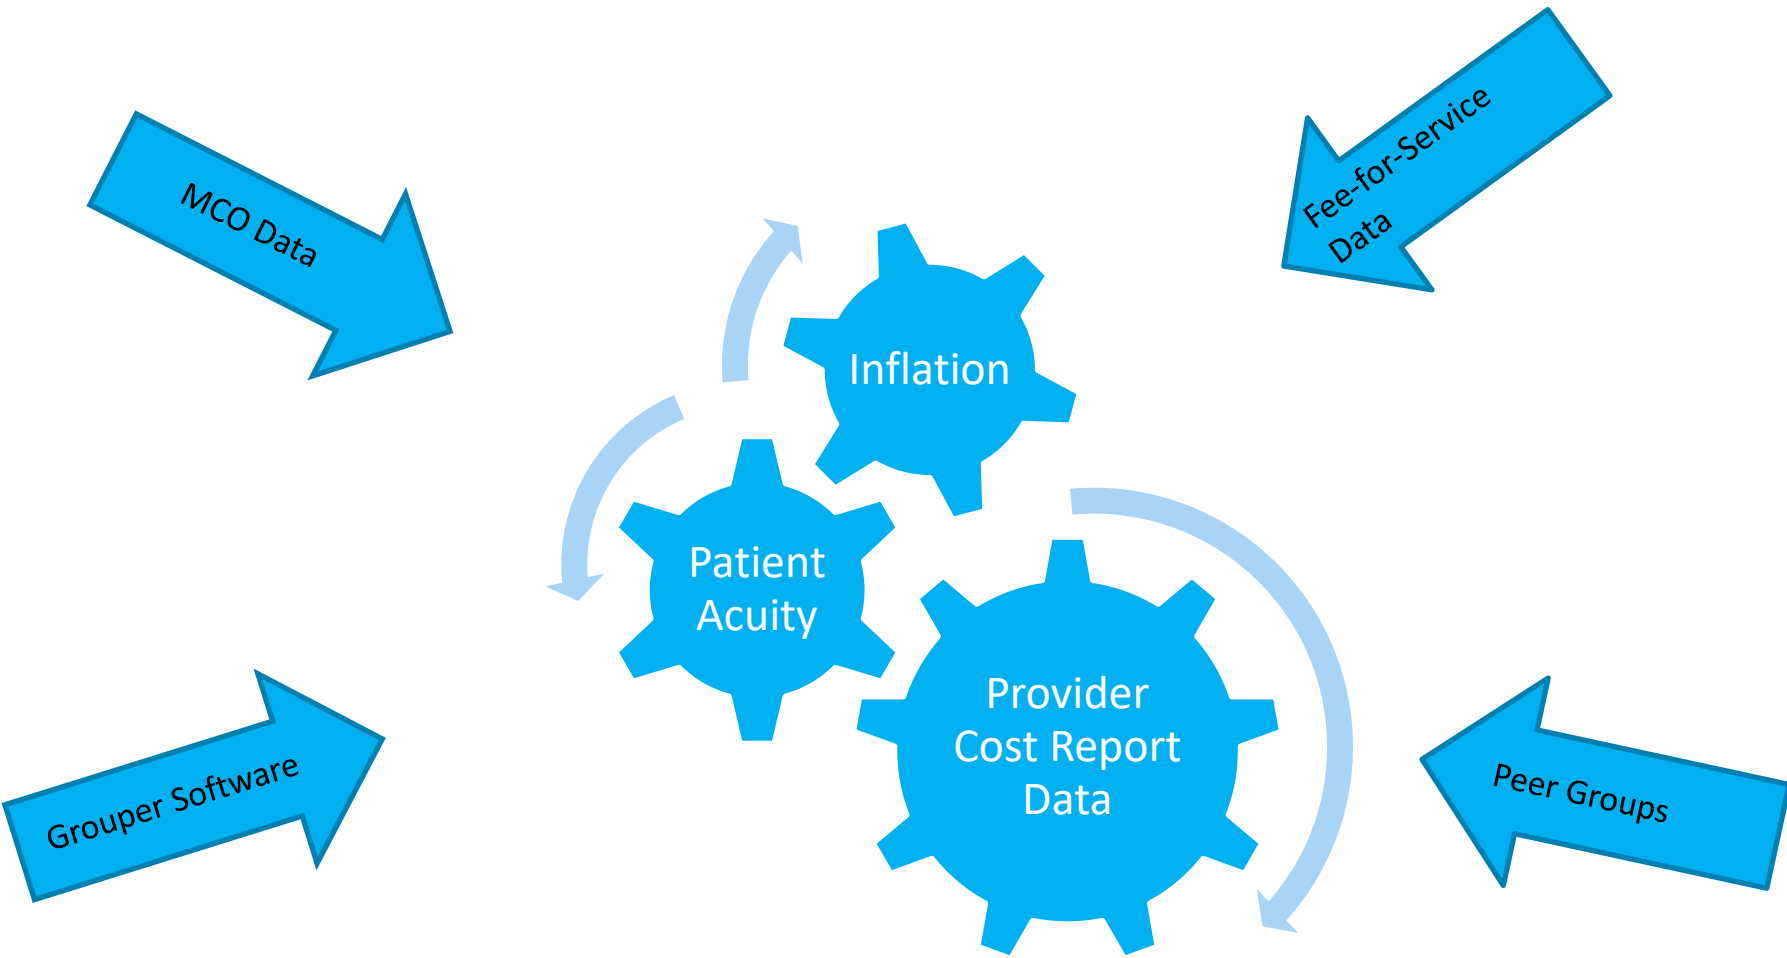 MCO Data
Fee-for-Service
Data
Inflation
Patient
Acuity
Provider
Cost Report
Data
Grouper Software
Peer Groups